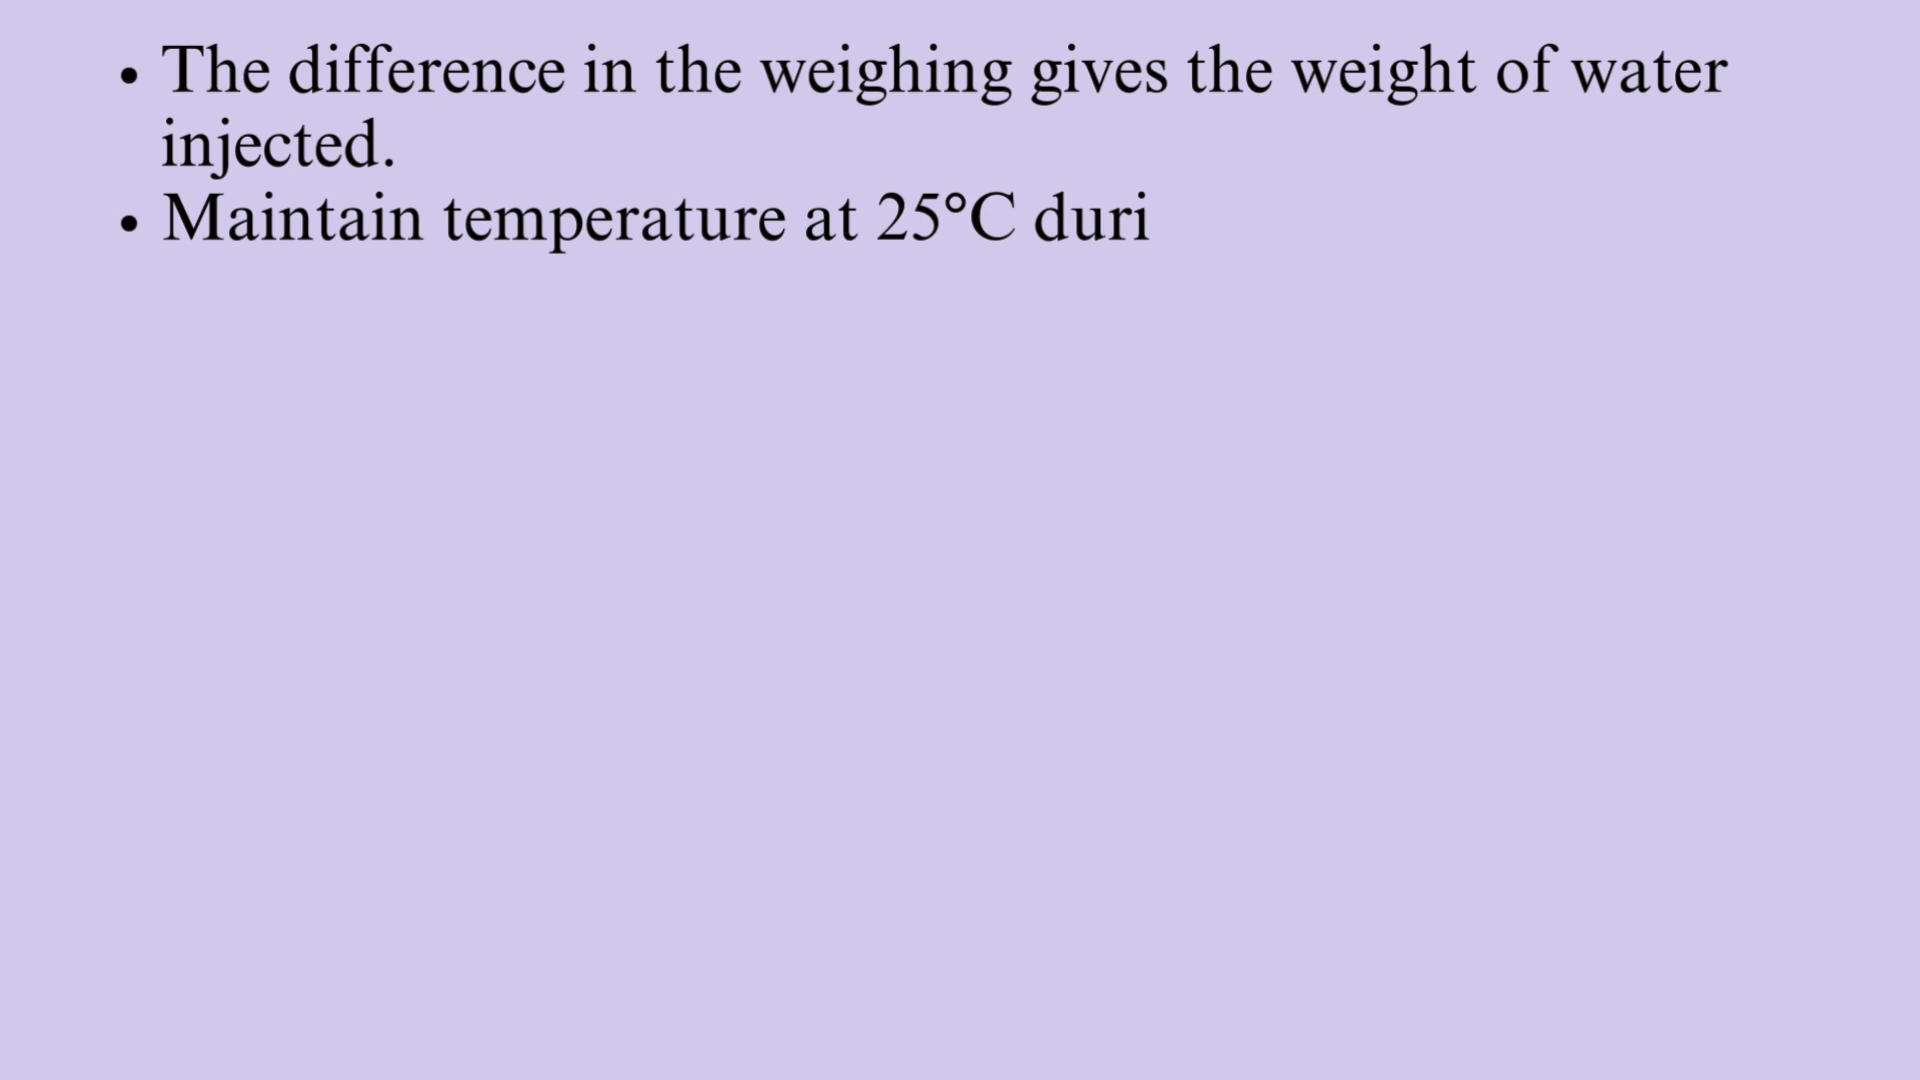 • The difference in the weighing gives the weight of water
injected.
• Maintain temperature at 25°C duri